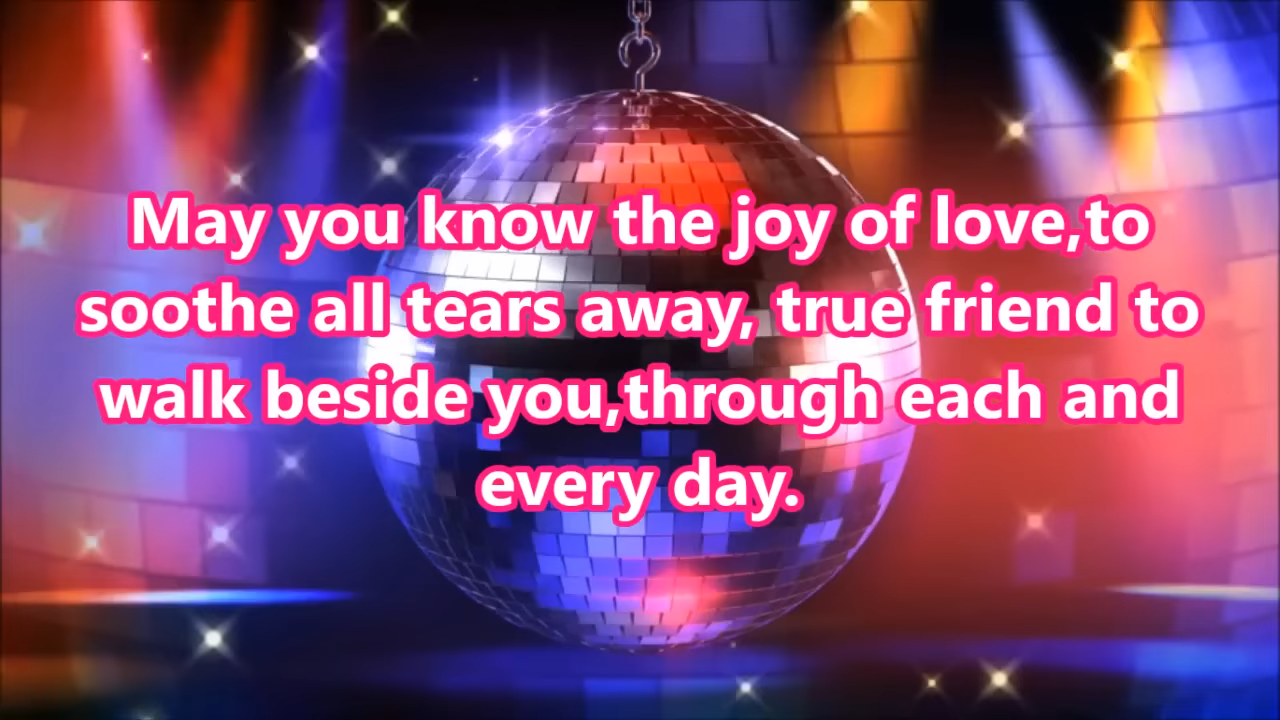 May you know the joy of love,to
soothe all tears away, true friend to
walk beside you,through each and
every day.